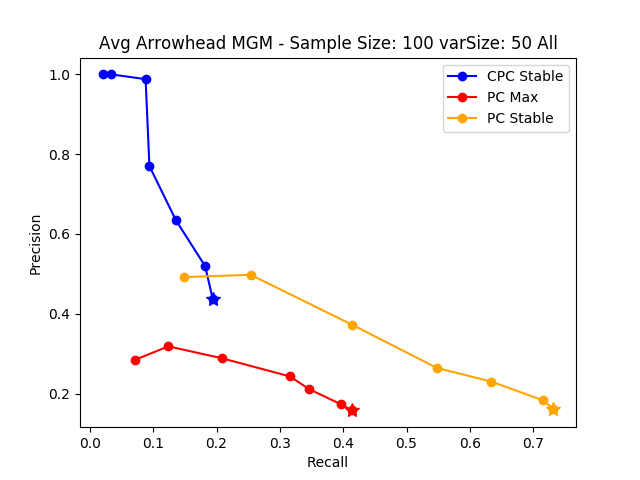 Avg Arrowhead MGM - Sample Size: 100 varSize: 50 All
CPC Stable
PC Max
PC Stable
1.0
0.8
0.6
0.4
0.2
Precision
0.0 0.1 0.2 0.3 0.4 0.5 0.6 0.7
Recall